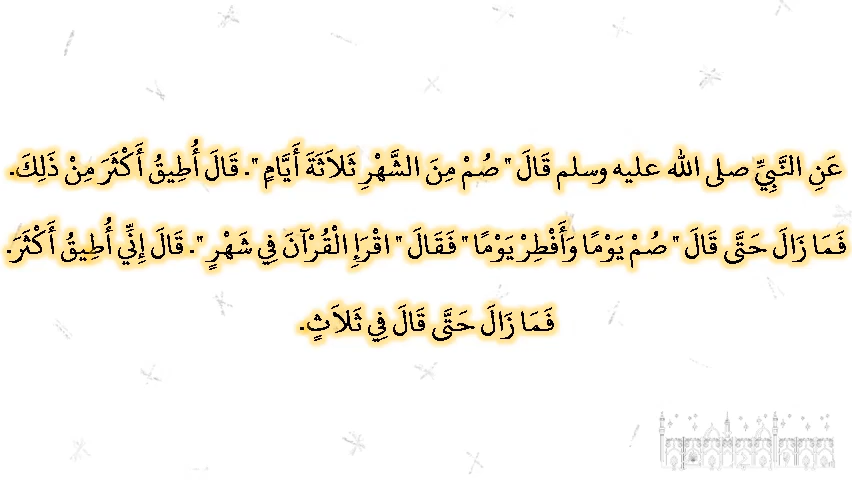 عَنِ النَّبِيِّ صلى الله عليه وسلم قَالَ " صُمْ مِنَ الشَّهْرِ ثَلاَثَةَ أَيَّامٍ ". قَالَ أُطِيقُ أَكْثَرَ مِنْ ذَلِكَ.
فَمَا زَالَ حَتَّى قَالَ " صُمْ يَوْمًا وَأَفْطِرْ يَوْمًا " فَقَالَ " اقْرَإِ الْقُرْآنَ فِي شَهْرٍ ". قَالَ إِنِّي أُطِيقُ أَكْثَرَ.
فَمَا زَالَ حَتَّى قَالَ فِي ثَلاَثٍ.